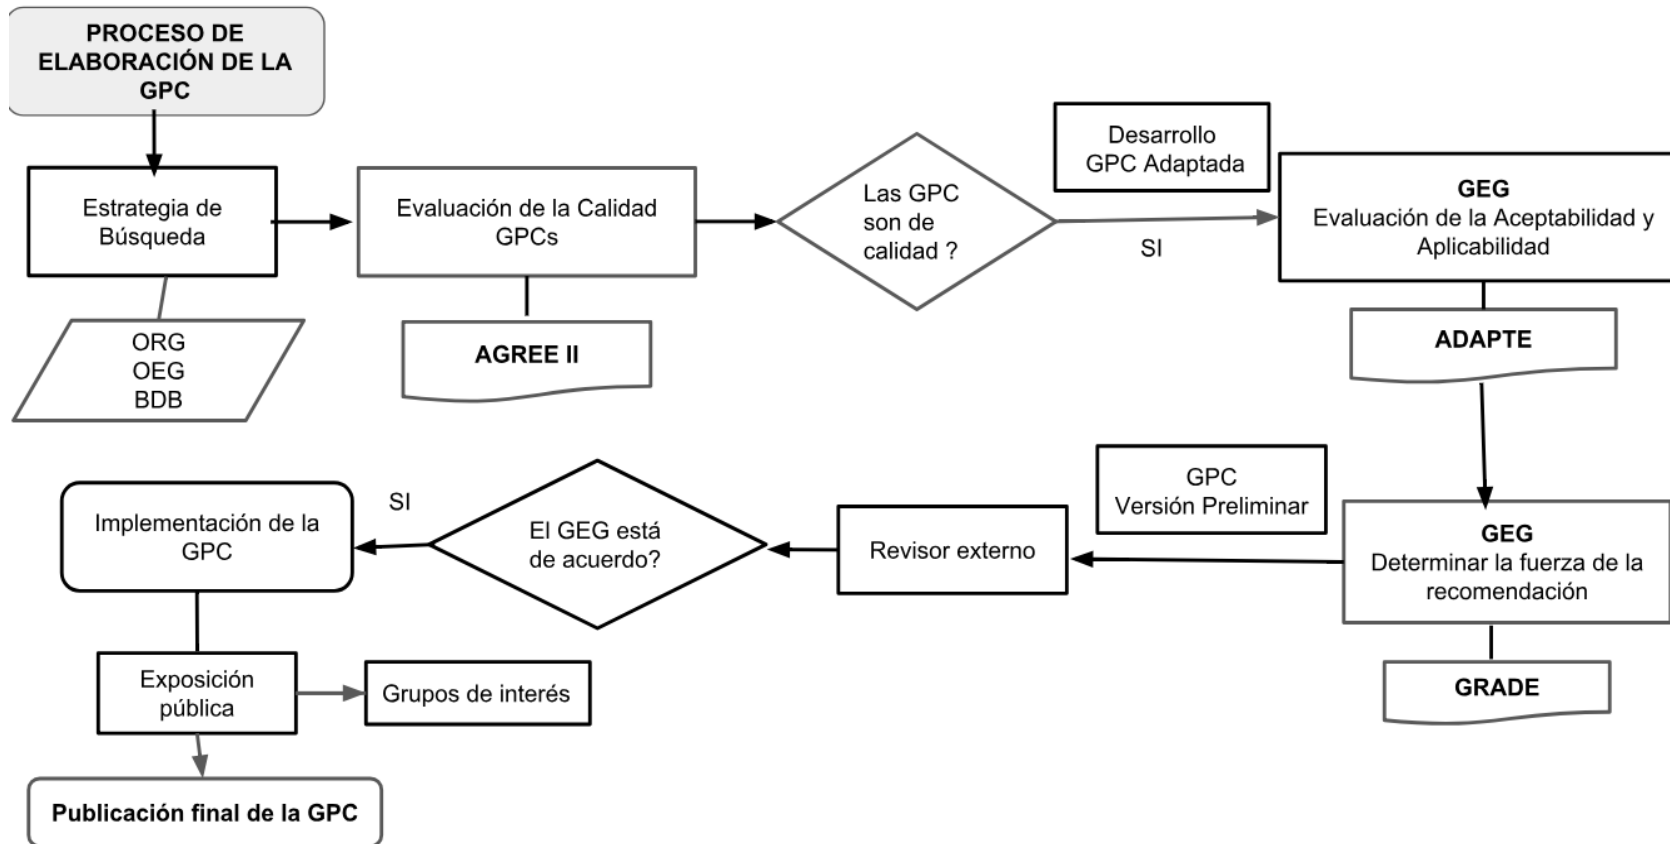 PROCESO DE
ELABORACIÓN DE LA
GPC
Estrategia de
Búsqueda
ORG
OEG
BDB
Evaluación de la Calidad
GPCs
AGREE II
Las GPC
son de
calidad ?
Desarrollo
GPC Adaptada
SI
GEG
Evaluación de la Aceptabilidad y
Aplicabilidad
ADAPTE
GEG
Determinar la fuerza de la
recomendación
GRADE
GPC
Versión Preliminar
Revisor externo
El GEG está
de acuerdo?
SI
Implementación de la
GPC
Exposición
pública
Grupos de interés
Publicación final de la GPC